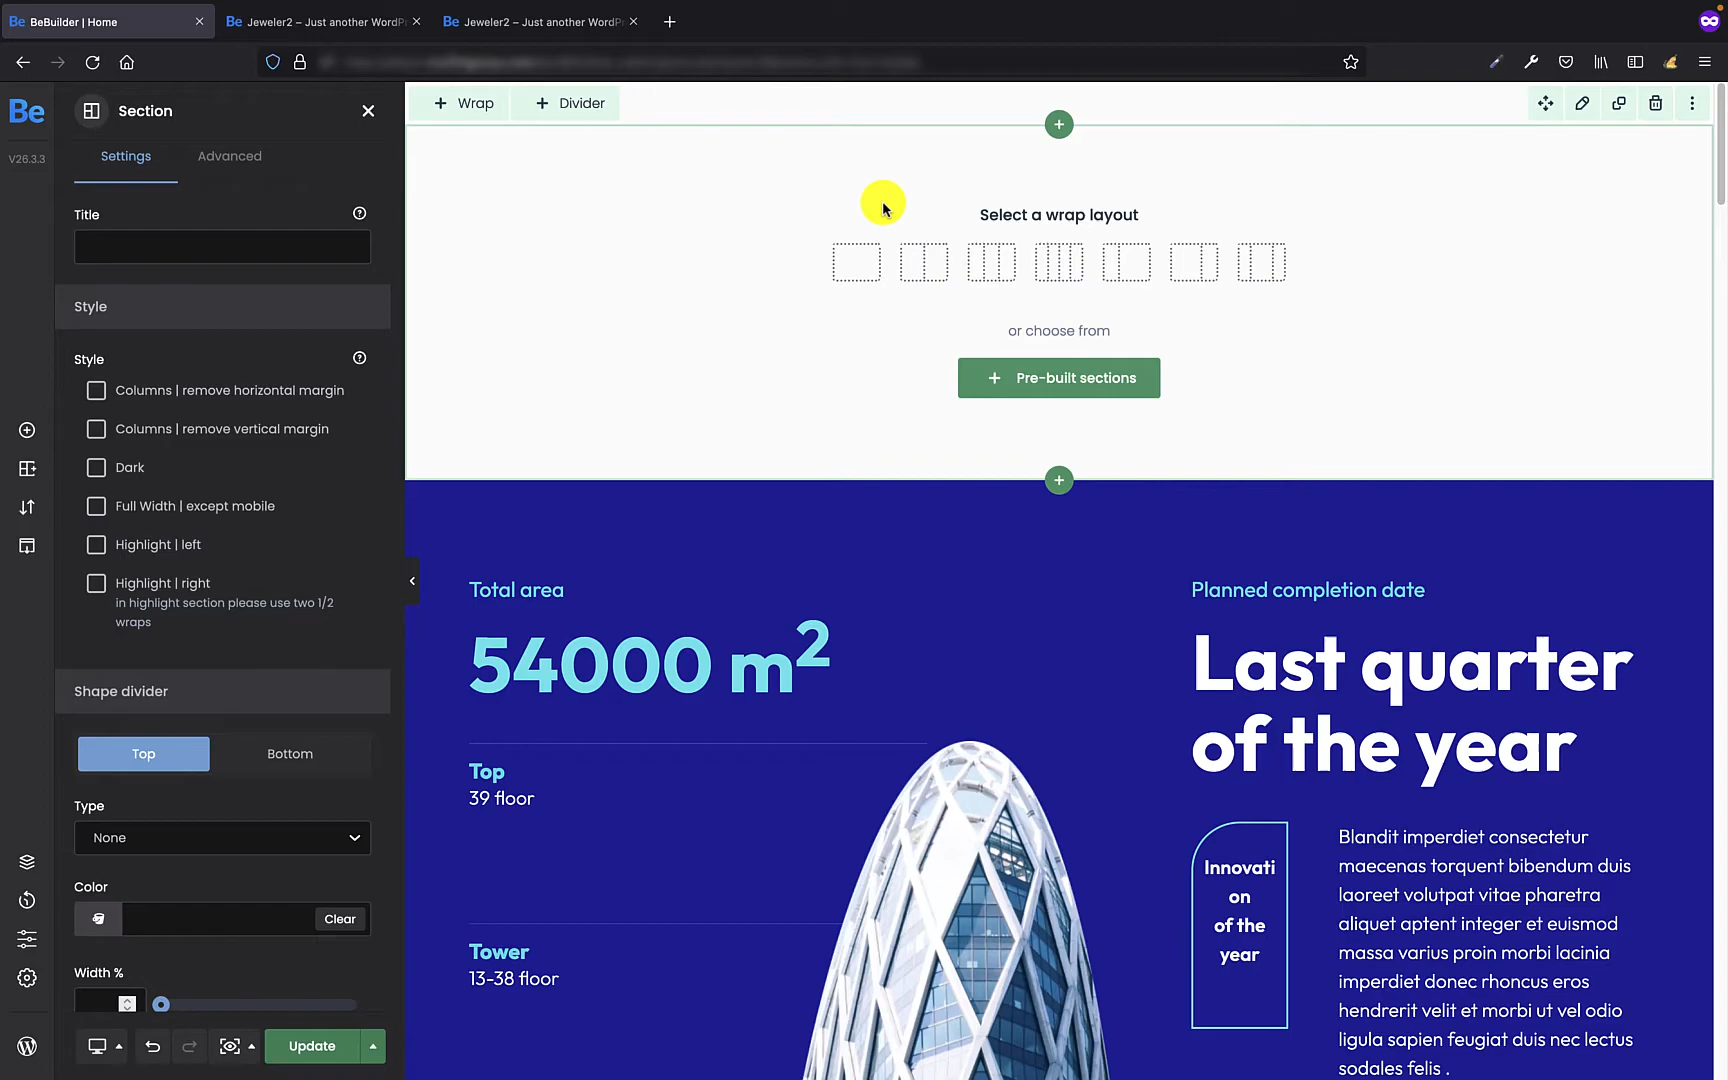 Be BeBuilder | Home
Be Jeweler2 – Just another WordPr
Be Jeweler2 – Just another WordPr
Be
V26.3.3
Section
Settings
Advanced
Title
Style
Style
Columns | remove horizontal margin
Columns | remove vertical margin
Dark
Full Width | except mobile
Highlight | left
Highlight | right
in highlight section please use two 1/2
wraps
Shape divider
Top
Bottom
Type
None
Color
Clear
Width %
Update
+ Wrap
+ Divider
Select a wrap layout
or choose from
+ Pre-built sections
Total area
54000 m²
Top
39 floor
Tower
13-38 floor
Planned completion date
Last quarter
of the year
Innovati
on
of the
year
Blandit imperdiet consectetur
maecenas torquent bibendum duis
laoreet volutpat vitae pharetra
aliquet aptent integer et euismod
massa varius proin morbi lacinia
imperdiet donec rhoncus eros
hendrerit velit et morbi ut vel odio
ligula sapien feugiat duis nec lectus
sodales felis .